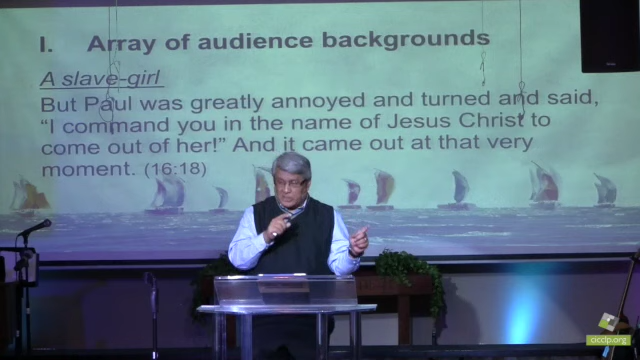 I. Array of audience backgrounds
A slave-girl
But Paul was greatly annoyed and turned and said,
“I command you in the name of Jesus Christ to
come out of her!” And it came out at that very
moment. (16:18)
cicclp.org